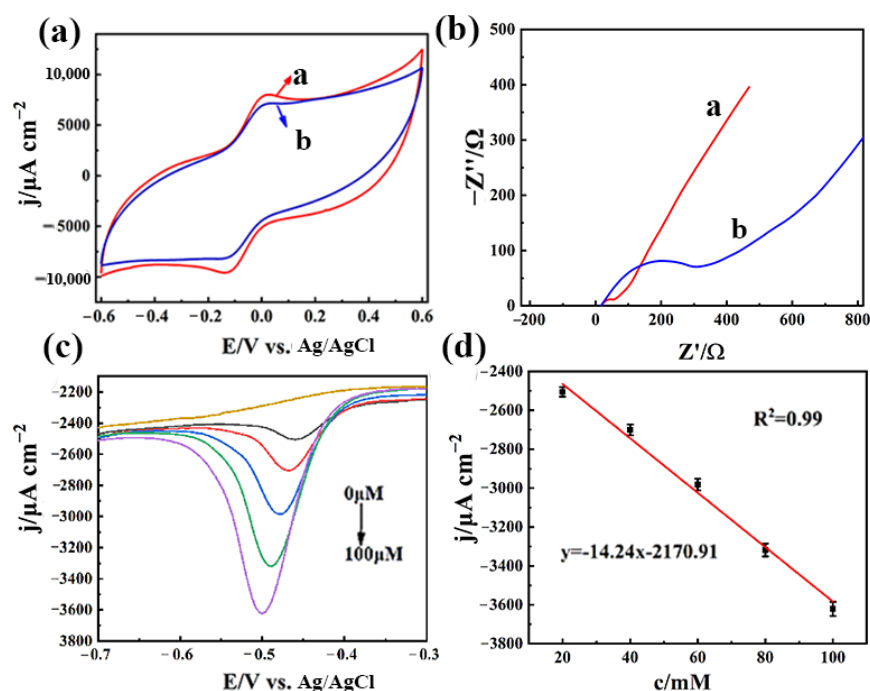 (a)
10,000
5000
0
−5000
−10,000
−0.6 −0.4 −0.2 0.0 0.2 0.4 0.6
j/µA cm⁻²
E/V vs. Ag/AgCl
a
b
(b)
500
400
300
200
100
0
−200 0 200 400 600 800
−Z''/Ω
Z'/Ω
a
b
(c)
−2200
−2400
−2600
−2800
−3000
−3200
−3400
−3600
3800
−0.7 −0.6 −0.5 −0.4 −0.3
j/µA cm⁻²
E/V vs. Ag/AgCl
0µM
100µM
(d)
−2400
−2600
−2800
−3000
−3200
−3400
−3600
−3800
20 40 60 80 100
j/µA cm⁻²
c/mM
R²=0.99
y=-14.24x-2170.91